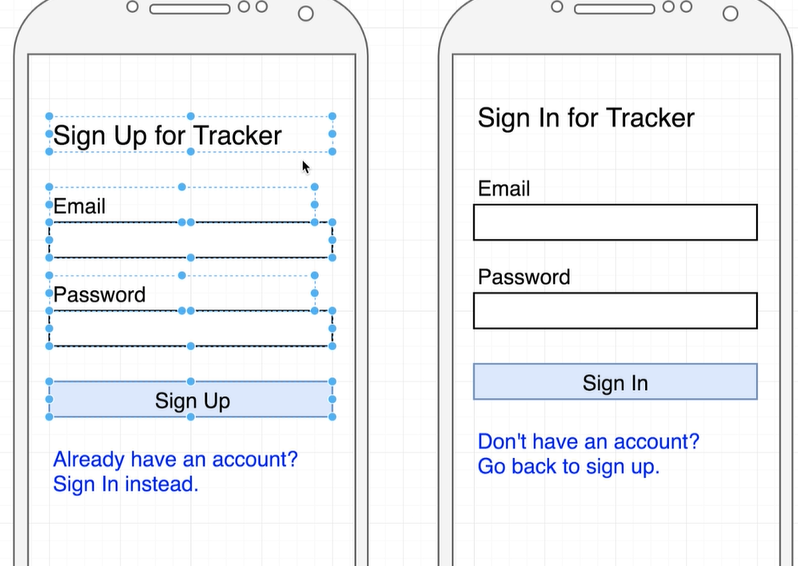 Sign Up for Tracker
Email
Password
Sign Up
Already have an account?
Sign In instead.
Sign In for Tracker
Email
Password
Sign In
Don't have an account?
Go back to sign up.